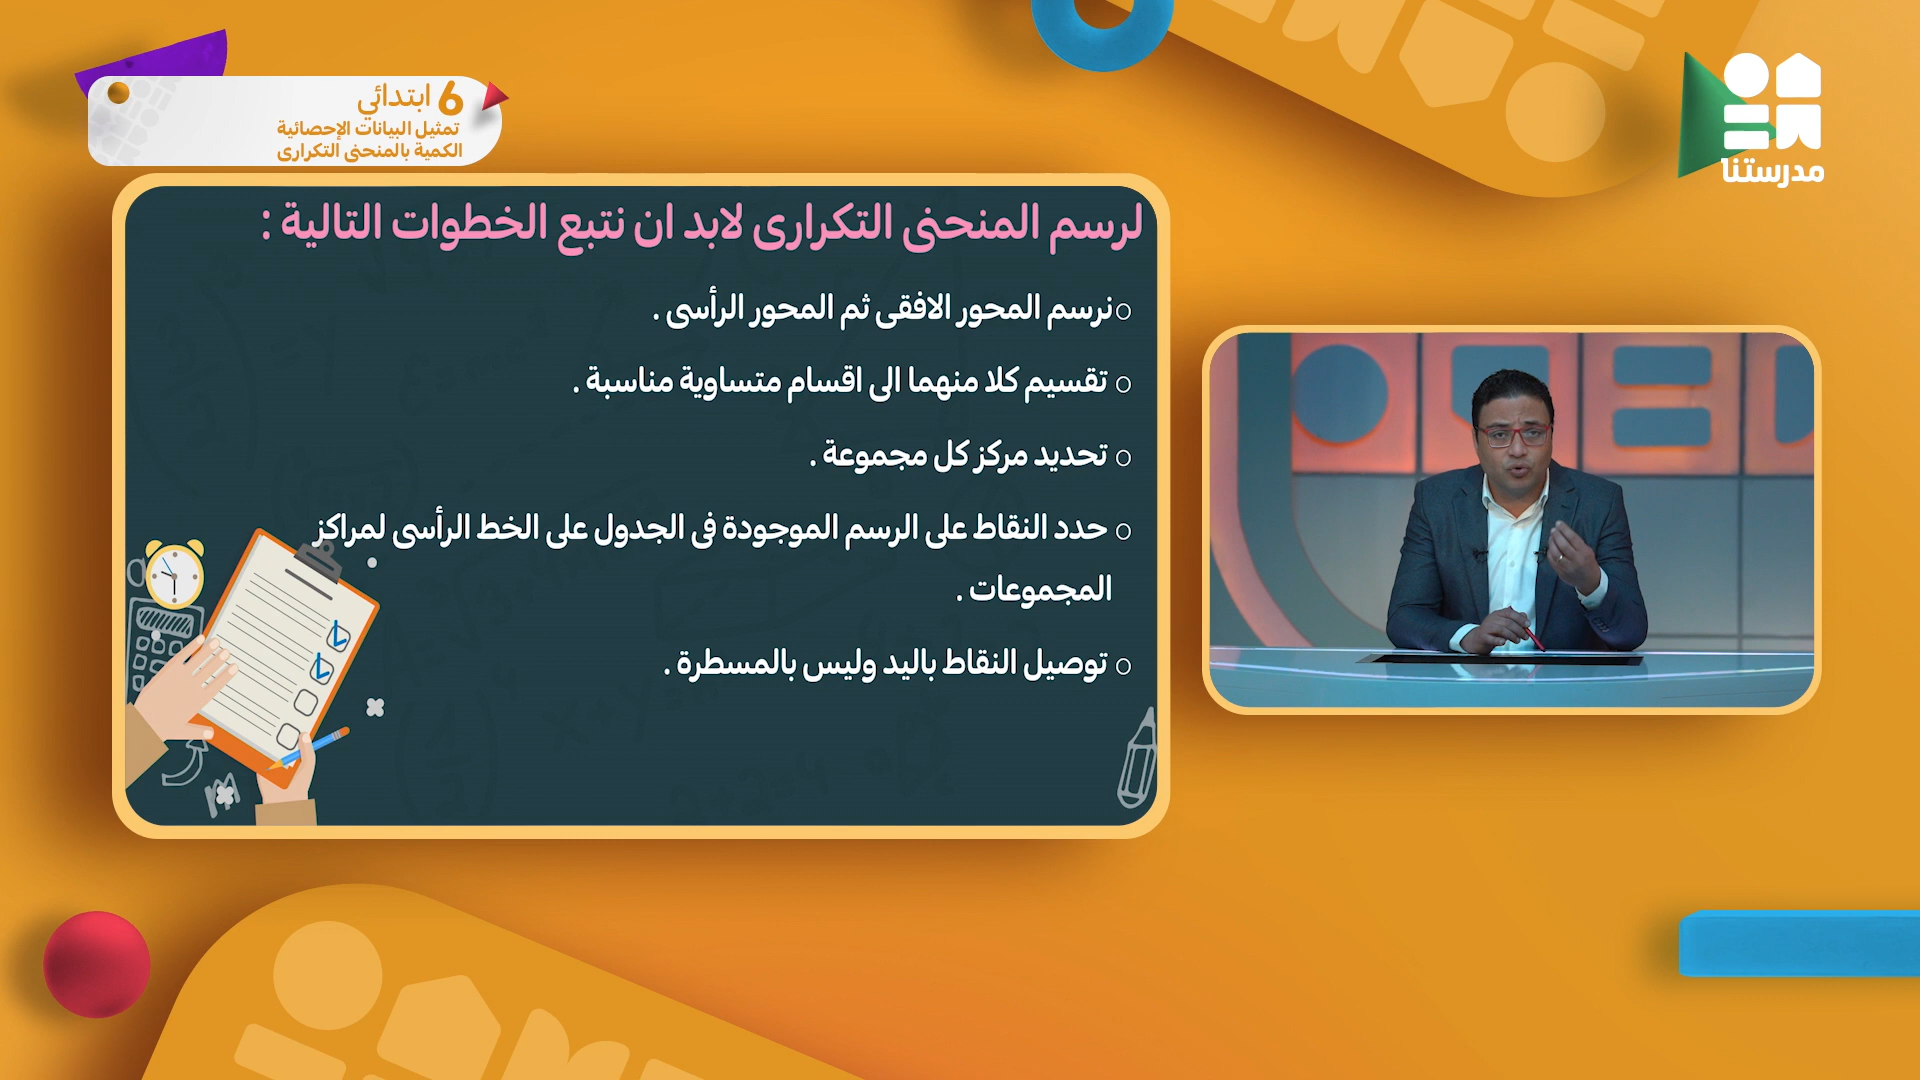 6 ابتدائي
تمثيل البيانات الإحصائية
الكمية بالمنحنى التكرارى
مدرستنا
لرسم المنحنى التكرارى لابد ان نتبع الخطوات التالية :
○ نرسم المحور الافقى ثم المحور الرأسى .
○ تقسيم كلا منهما الى اقسام متساوية مناسبة .
○ تحديد مركز كل مجموعة .
○ حدد النقاط على الرسم الموجودة فى الجدول على الخط الرأسى لمراكز
المجموعات .
○ توصيل النقاط باليد وليس بالمسطرة .